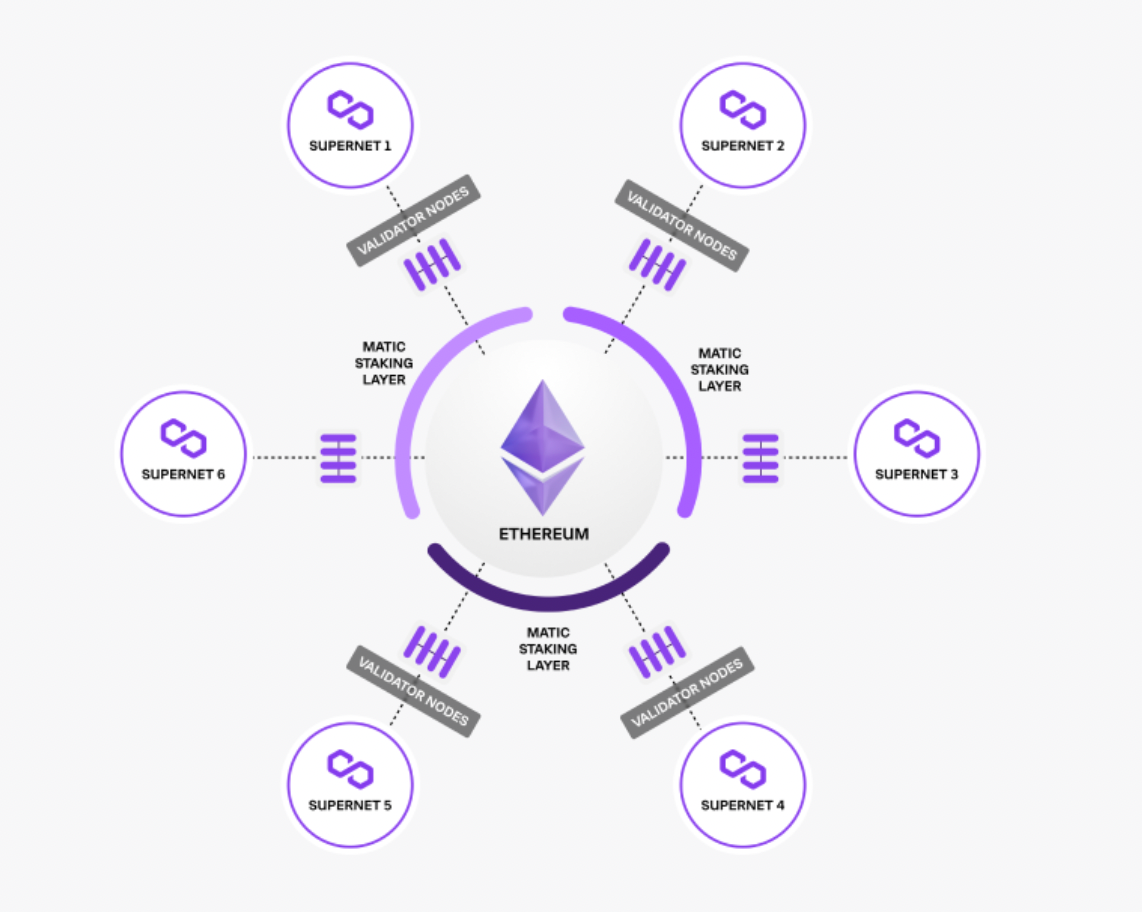 SUPERNET 1
SUPERNET 2
VALIDATOR NODES
VALIDATOR NODES
MATIC
STAKING
LAYER
MATIC
STAKING
LAYER
SUPERNET 6
SUPERNET 3
ETHEREUM
MATIC
STAKING
LAYER
VALIDATOR NODES
VALIDATOR NODES
SUPERNET 5
SUPERNET 4